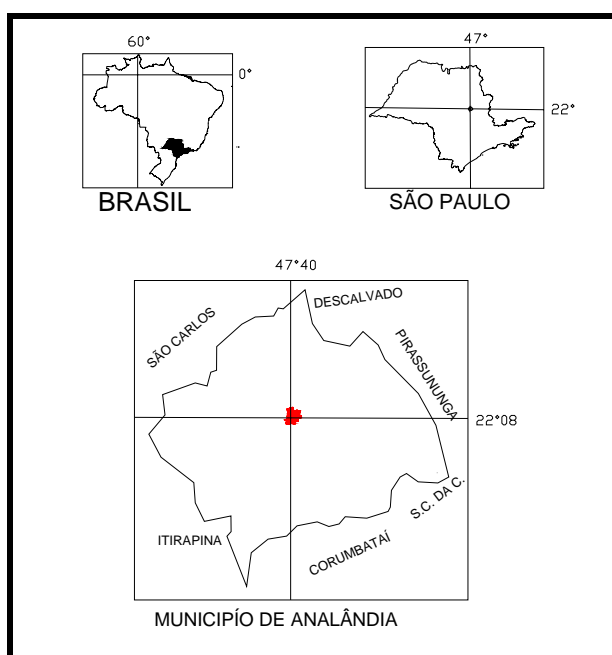 60°
0°
BRASIL
47°
22°
SÃO PAULO
47°40
DESCALVADO
SÃO CARLOS
PIRASSUNUNGA
22°08
S.C. DA C.
ITIRAPINA
CORUMBATAÍ
MUNICIPÍO DE ANALÂNDIA